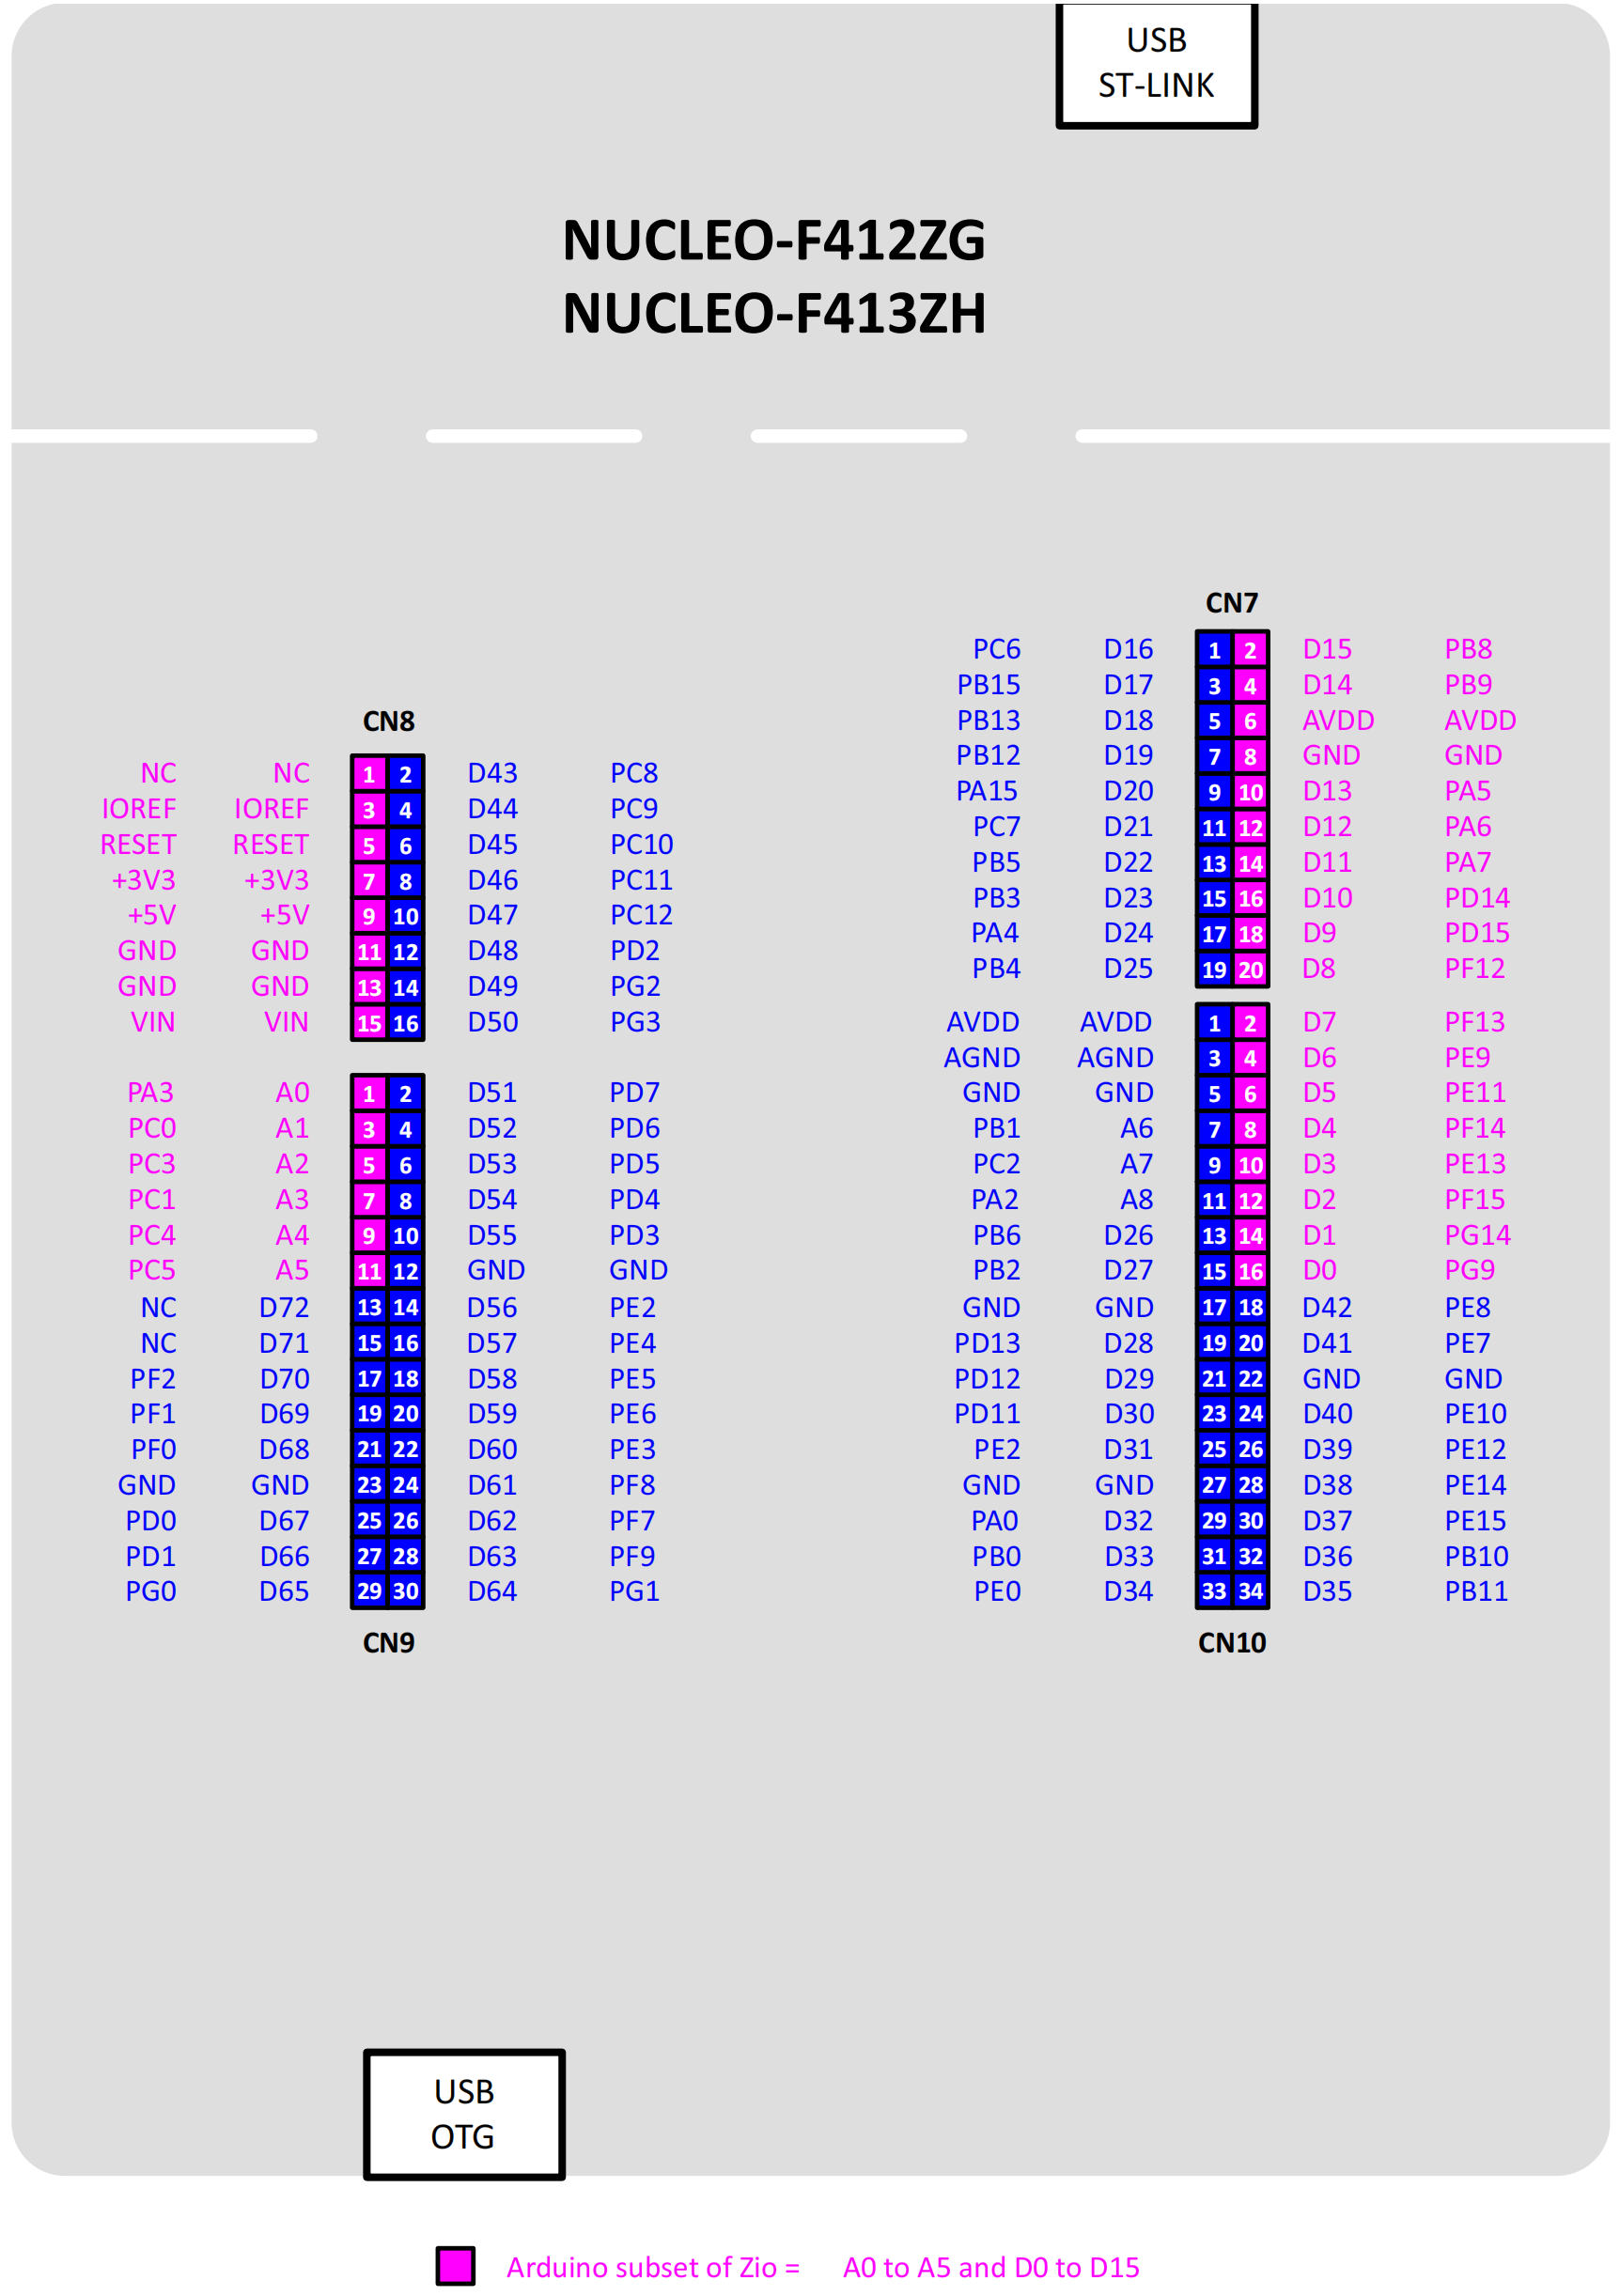 USB
ST-LINK
NUCLEO-F412ZG
NUCLEO-F413ZH
CN8
NC NC 1 2 D43 PC8
IOREF IOREF 3 4 D44 PC9
RESET RESET 5 6 D45 PC10
+3V3 +3V3 7 8 D46 PC11
+5V +5V 9 10 D47 PC12
GND GND 11 12 D48 PD2
GND GND 13 14 D49 PG2
VIN VIN 15 16 D50 PG3
PA3 A0 1 2 D51 PD7
PC0 A1 3 4 D52 PD6
PC3 A2 5 6 D53 PD5
PC1 A3 7 8 D54 PD4
PC4 A4 9 10 D55 PD3
PC5 A5 11 12 GND GND
NC D72 13 14 D56 PE2
NC D71 15 16 D57 PE4
PF2 D70 17 18 D58 PE5
PF1 D69 19 20 D59 PE6
PF0 D68 21 22 D60 PE3
GND GND 23 24 D61 PF8
PD0 D67 25 26 D62 PF7
PD1 D66 27 28 D63 PF9
PG0 D65 29 30 D64 PG1
CN9
CN7
PC6 D16 1 2 D15 PB8
PB15 D17 3 4 D14 PB9
PB13 D18 5 6 AVDD AVDD
PB12 D19 7 8 GND GND
PA15 D20 9 10 D13 PA5
PC7 D21 11 12 D12 PA6
PB5 D22 13 14 D11 PA7
PB3 D23 15 16 D10 PD14
PA4 D24 17 18 D9 PD15
PB4 D25 19 20 D8 PF12
AVDD AVDD 1 2 D7 PF13
AGND AGND 3 4 D6 PE9
GND GND 5 6 D5 PE11
PB1 A6 7 8 D4 PF14
PC2 A7 9 10 D3 PE13
PA2 A8 11 12 D2 PF15
PB6 D26 13 14 D1 PG14
PB2 D27 15 16 D0 PG9
GND GND 17 18 D42 PE8
PD13 D28 19 20 D41 PE7
PD12 D29 21 22 GND GND
PD11 D30 23 24 D40 PE10
PE2 D31 25 26 D39 PE12
GND GND 27 28 D38 PE14
PA0 D32 29 30 D37 PE15
PB0 D33 31 32 D36 PB10
PE0 D34 33 34 D35 PB11
CN10
USB
OTG
Arduino subset of Zio = A0 to A5 and D0 to D15